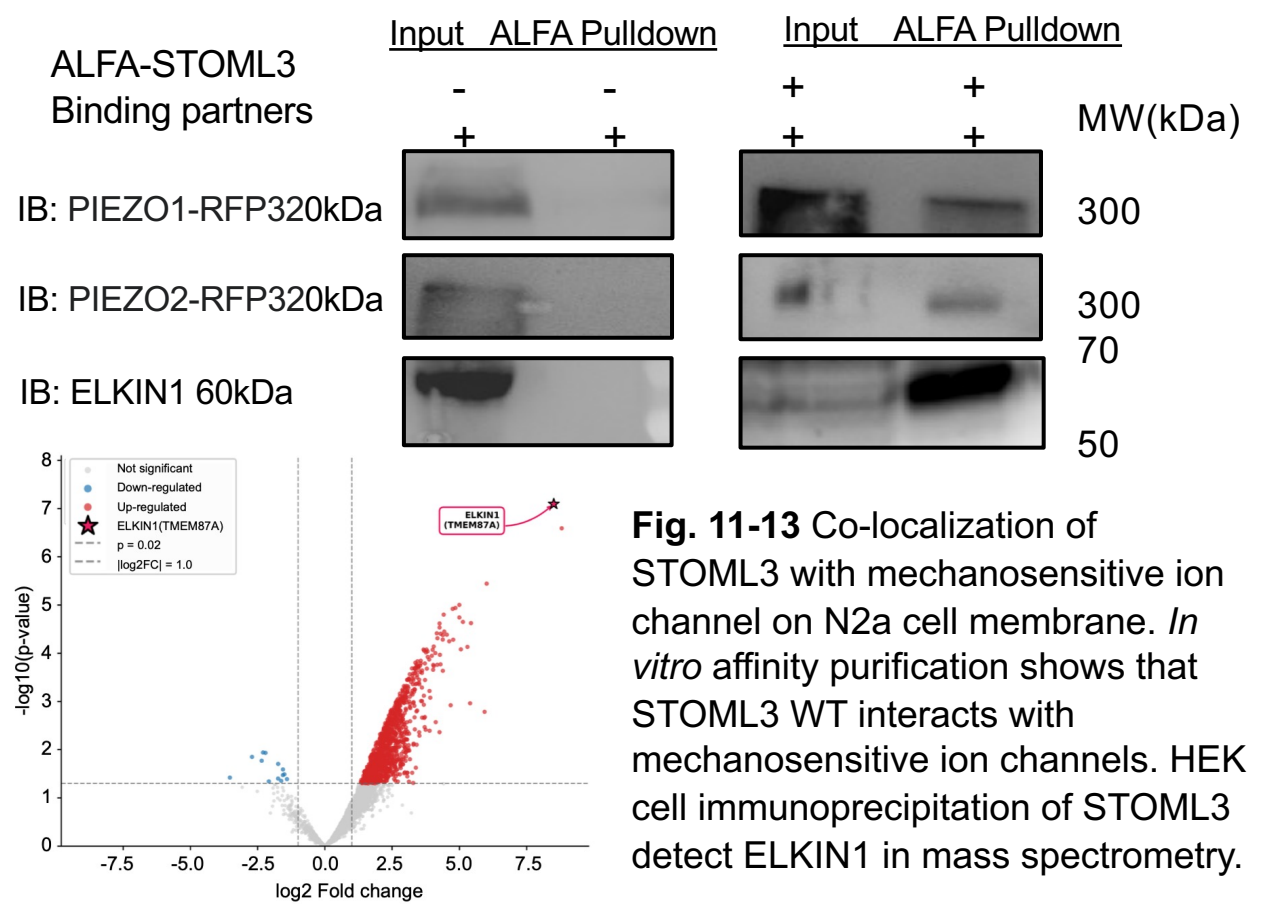 Input ALFA Pulldown
Input ALFA Pulldown
ALFA-STOML3
- - + +
Binding partners
+ + + +
MW(kDa)
IB: PIEZO1-RFP320kDa
300
IB: PIEZO2-RFP320kDa
300
70
IB: ELKIN1 60kDa
50
8
7
6
5
4
3
2
1
0
-log10(p-value)
Not significant
Down-regulated
Up-regulated
ELKIN1(TMEM87A)
p = 0.02
|log2FC| = 1.0
ELKIN1
(TMEM87A)
-7.5 -5.0 -2.5 0.0 2.5 5.0 7.5
log2 Fold change
Fig. 11-13 Co-localization of
STOML3 with mechanosensitive ion
channel on N2a cell membrane. In
vitro affinity purification shows that
STOML3 WT interacts with
mechanosensitive ion channels. HEK
cell immunoprecipitation of STOML3
detect ELKIN1 in mass spectrometry.